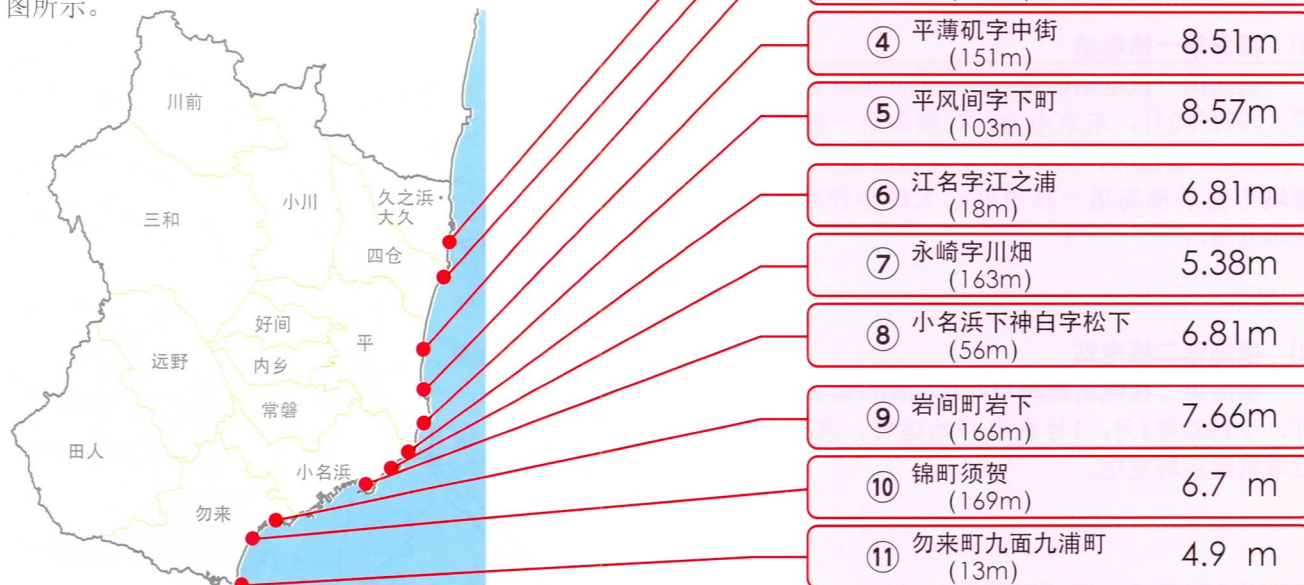 图所示。
川前
三和
小川
久之浜・
大久
四仓
好间
内乡
平
远野
常磐
田人
小名浜
勿来
④ 平薄矶字中街 8.51m
(151m)
⑤ 平风间字下町 8.57m
(103m)
⑥ 江名字江之浦 6.81m
(18m)
⑦ 永崎字川畑 5.38m
(163m)
⑧ 小名浜下神白字松下 6.81m
(56m)
⑨ 岩间町岩下 7.66m
(166m)
⑩ 锦町须贺 6.7 m
(169m)
⑪ 勿来町九面九浦町 4.9 m
(13m)